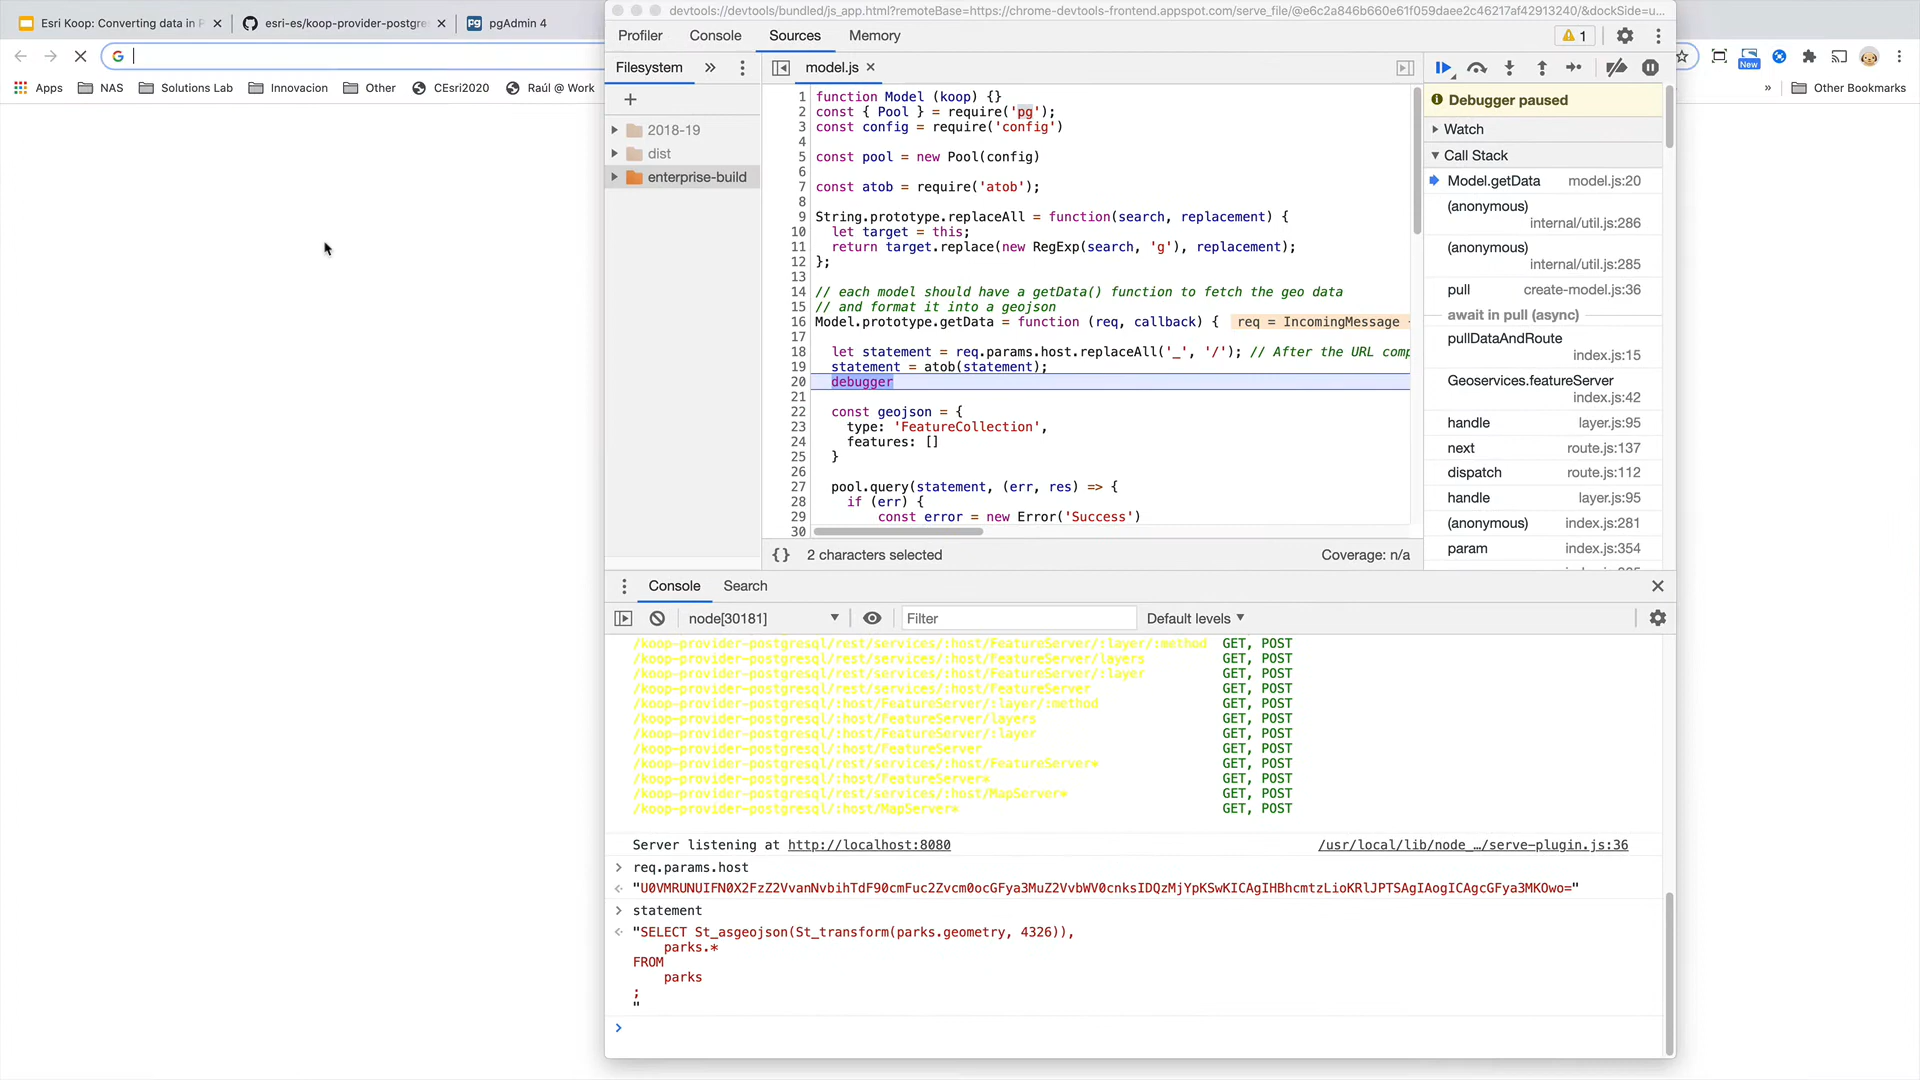 Esri Koop: Converting data in P
esri-es/koop-provider-postgre
pgAdmin 4
devtools://devtools/bundled/js_app.html?remoteBase=https://chrome-devtools-frontend.appspot.com/serve_file/@e6c2a846b660e61f059daee2c46217af42913240/&dockSide=u...
Apps
NAS
Solutions Lab
Innovacion
Other
CEsri2020
Raúl @ Work
New
»
Other Bookmarks
Profiler
Console
Sources
Memory
1
Filesystem
»
model.js
2018-19
dist
enterprise-build
1 function Model (koop) {}
2 const { Pool } = require('pg');
3 const config = require('config')
4
5 const pool = new Pool(config)
6
7 const atob = require('atob');
8
9 String.prototype.replaceAll = function(search, replacement) {
10 let target = this;
11 return target.replace(new RegExp(search, 'g'), replacement);
12 };
13
14 // each model should have a getData() function to fetch the geo data
15 // and format it into a geojson
16 Model.prototype.getData = function (req, callback) { req = IncomingMessage
17
18 let statement = req.params.host.replaceAll('_', '/'); // After the URL comp
19 statement = atob(statement);
20 debugger
21
22 const geojson = {
23 type: 'FeatureCollection',
24 features: []
25 }
26
27 pool.query(statement, (err, res) => {
28 if (err) {
29 const error = new Error('Success')
30
{} 2 characters selected
Coverage: n/a
Debugger paused
Watch
Call Stack
Model.getData model.js:20
(anonymous)
internal/util.js:286
(anonymous)
internal/util.js:285
pull create-model.js:36
await in pull (async)
pullDataAndRoute
index.js:15
Geoservices.featureServer
index.js:42
handle layer.js:95
next route.js:137
dispatch route.js:112
handle layer.js:95
(anonymous) index.js:281
param index.js:354
Console
Search
node[30181]
Filter
Default levels
/koop-provider-postgresql/rest/services/:host/FeatureServer/:layer/:method GET, POST
/koop-provider-postgresql/rest/services/:host/FeatureServer/layers GET, POST
/koop-provider-postgresql/rest/services/:host/FeatureServer/:layer GET, POST
/koop-provider-postgresql/rest/services/:host/FeatureServer GET, POST
/koop-provider-postgresql/:host/FeatureServer/:layer/:method GET, POST
/koop-provider-postgresql/:host/FeatureServer/layers GET, POST
/koop-provider-postgresql/:host/FeatureServer/:layer GET, POST
/koop-provider-postgresql/:host/FeatureServer GET, POST
/koop-provider-postgresql/rest/services/:host/FeatureServer* GET, POST
/koop-provider-postgresql/:host/FeatureServer* GET, POST
/koop-provider-postgresql/rest/services/:host/MapServer* GET, POST
/koop-provider-postgresql/:host/MapServer* GET, POST
Server listening at http://localhost:8080 /usr/local/lib/node_…/serve-plugin.js:36
req.params.host
"U0VMRUNUIFN0X2FzZ2VvanNvbihTdF90cmFuc2Zvcm0ocGFya3MuZ2VvbWV0cnksIDQzMjYpKSwKICAgIHBhcmtzLioKRlJPTSAgIAogICAgcGFya3MKOwo="
statement
"SELECT St_asgeojson(St_transform(parks.geometry, 4326)),
parks.*
FROM
parks
;
"